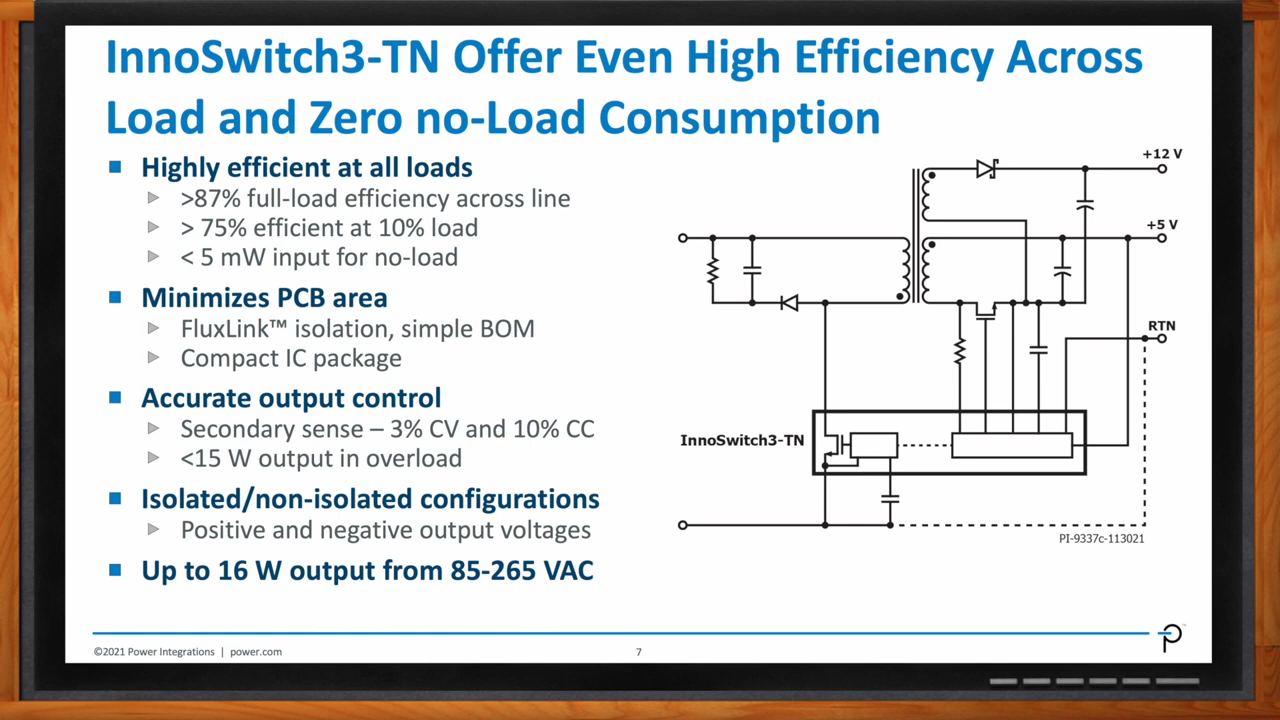 InnoSwitch3-TN Offer Even High Efficiency Across
Load and Zero no-Load Consumption
Highly efficient at all loads
>87% full-load efficiency across line
> 75% efficient at 10% load
< 5 mW input for no-load
Minimizes PCB area
FluxLink™ isolation, simple BOM
Compact IC package
Accurate output control
Secondary sense – 3% CV and 10% CC
<15 W output in overload
Isolated/non-isolated configurations
Positive and negative output voltages
Up to 16 W output from 85-265 VAC
+12 V
+5 V
RTN
InnoSwitch3-TN
PI-9337c-113021
©2021 Power Integrations | power.com
7